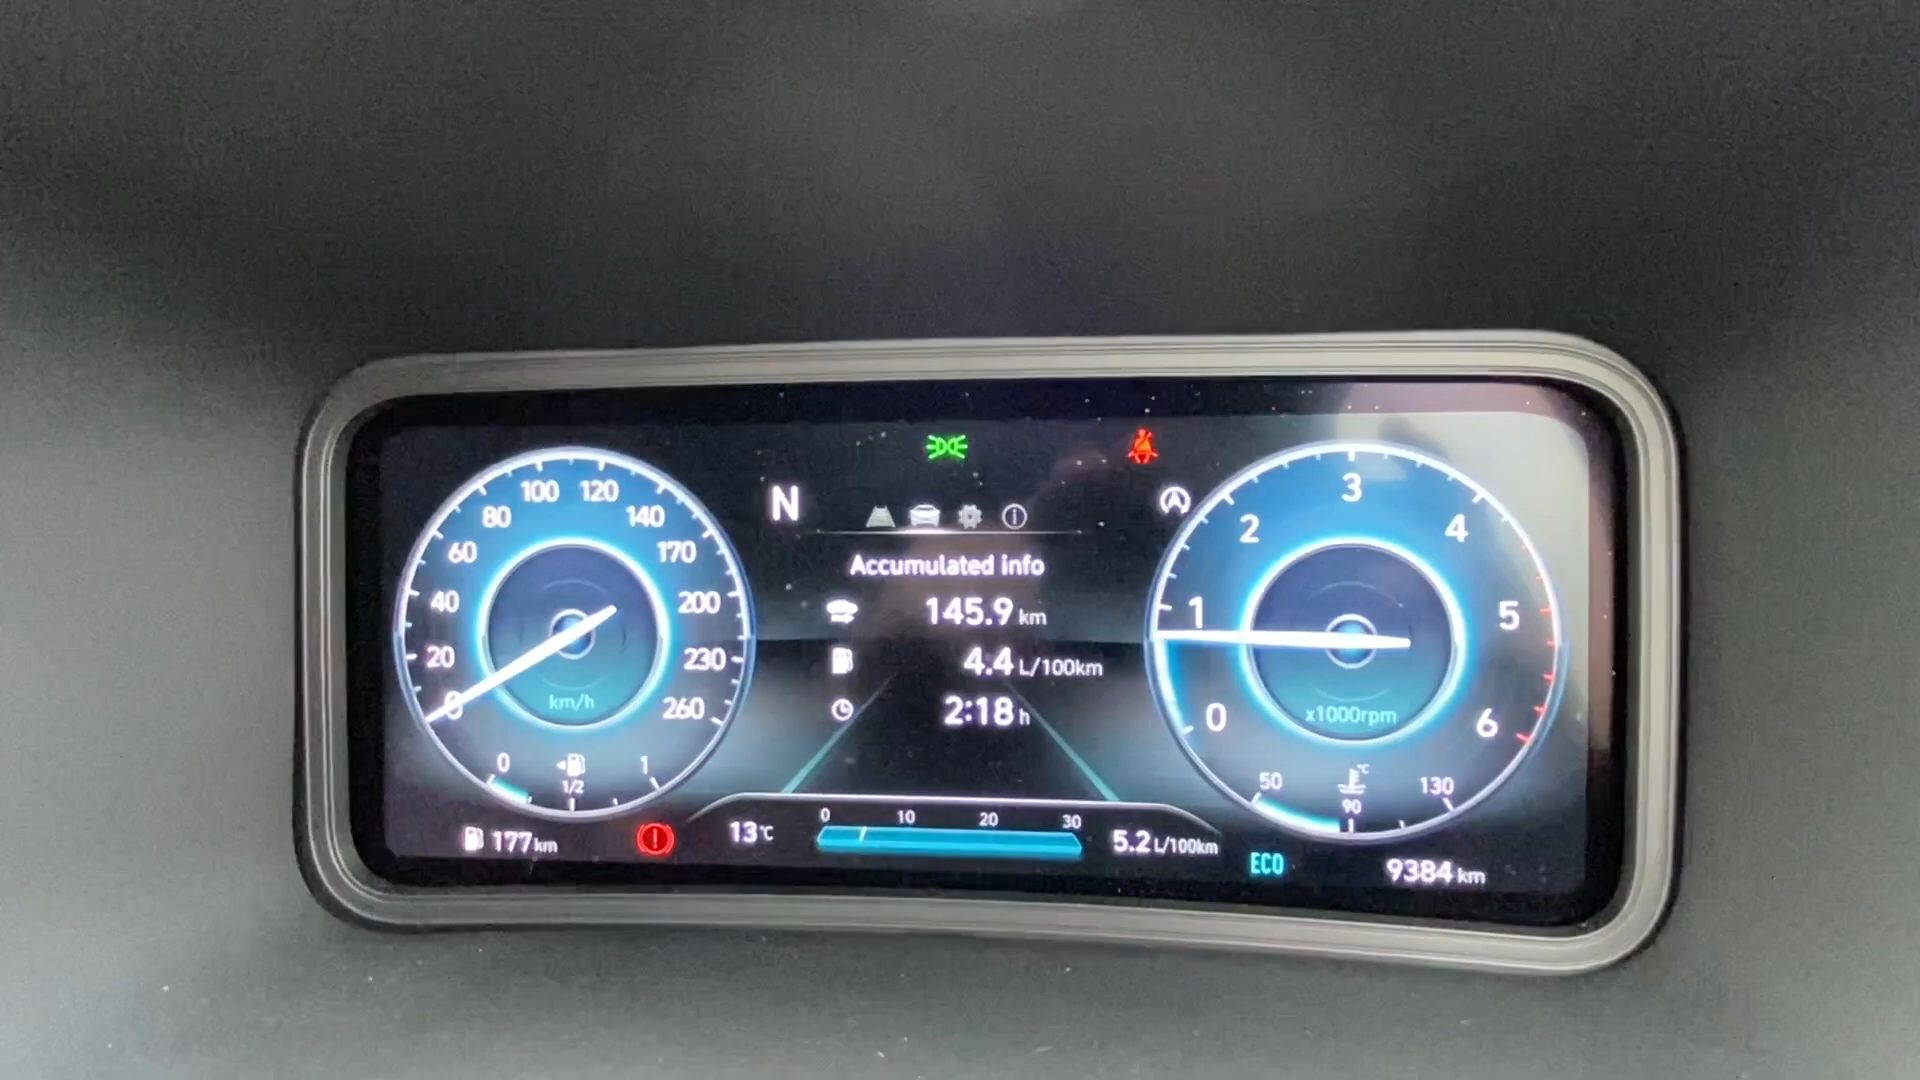 N
Accumulated info
145.9 km
4.4 L/100km
2:18 h
0
20
40
60
80
100
120
140
170
200
230
260
km/h
0
1/2
1
177 km
13°C
0
10
20
30
5.2 L/100km
A
0
1
2
3
4
5
6
x1000rpm
50
°C
90
130
ECO
9384 km